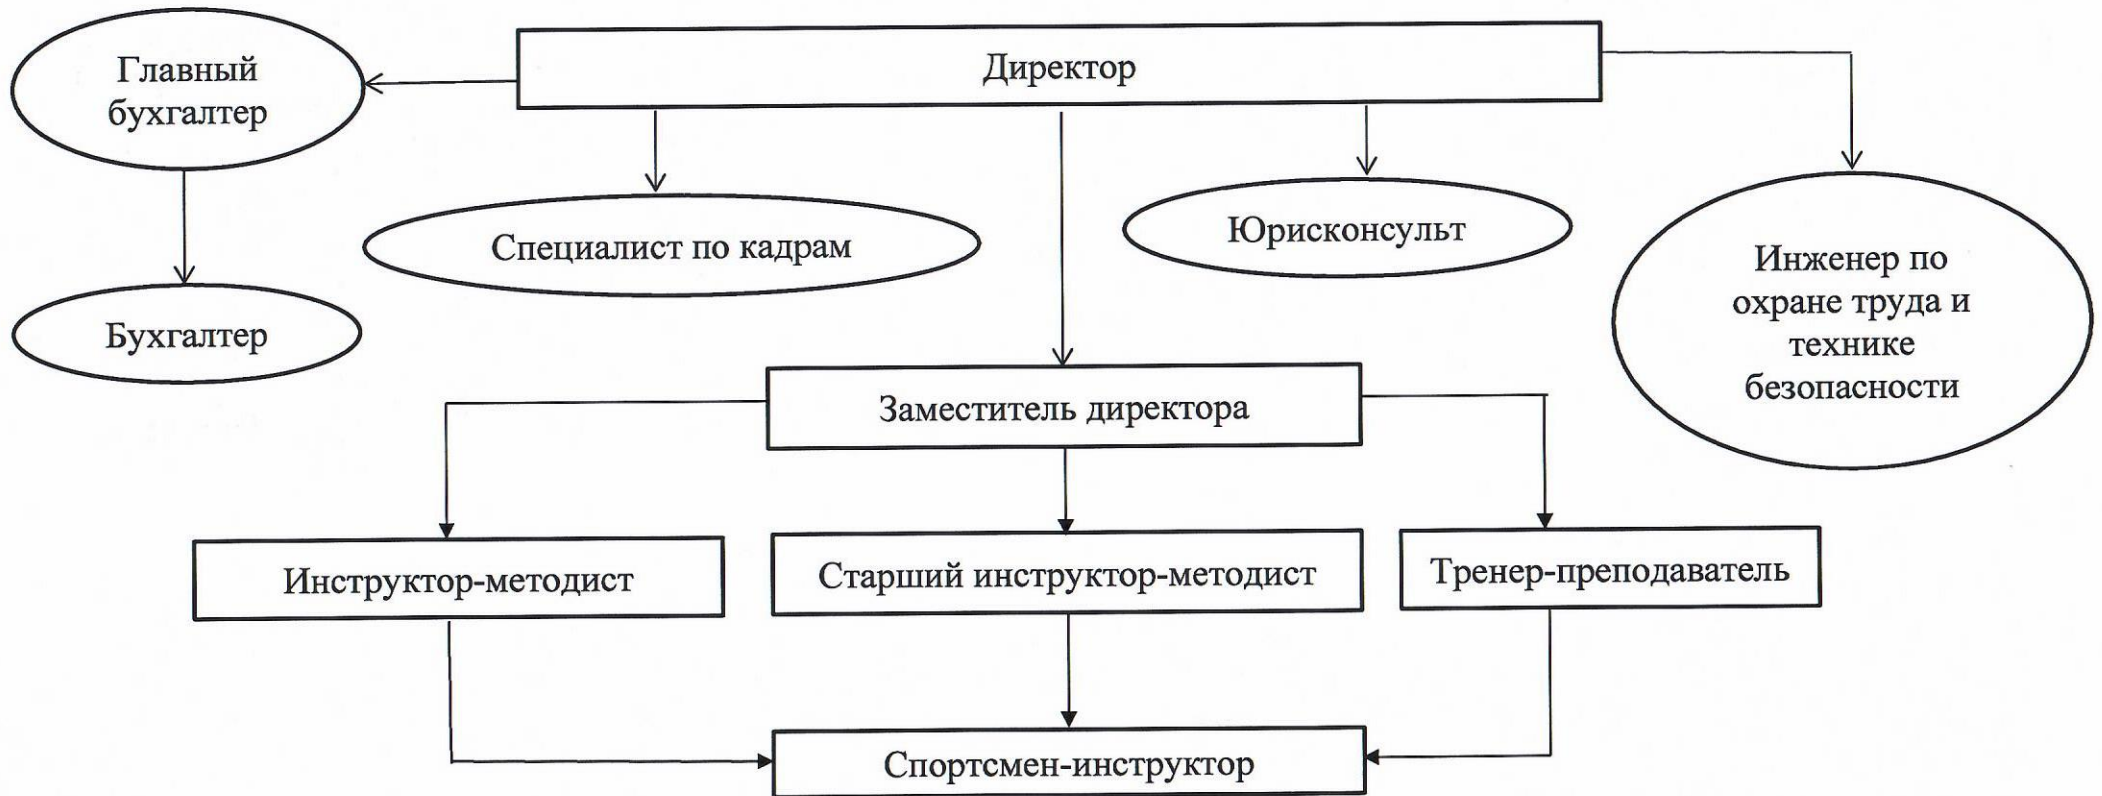 Главный
бухгалтер
Директор
Специалист по кадрам
Юрисконсульт
Инженер по
охране труда и
технике
безопасности
Бухгалтер
Заместитель директора
Инструктор-методист
Старший инструктор-методист
Тренер-преподаватель
Спортсмен-инструктор